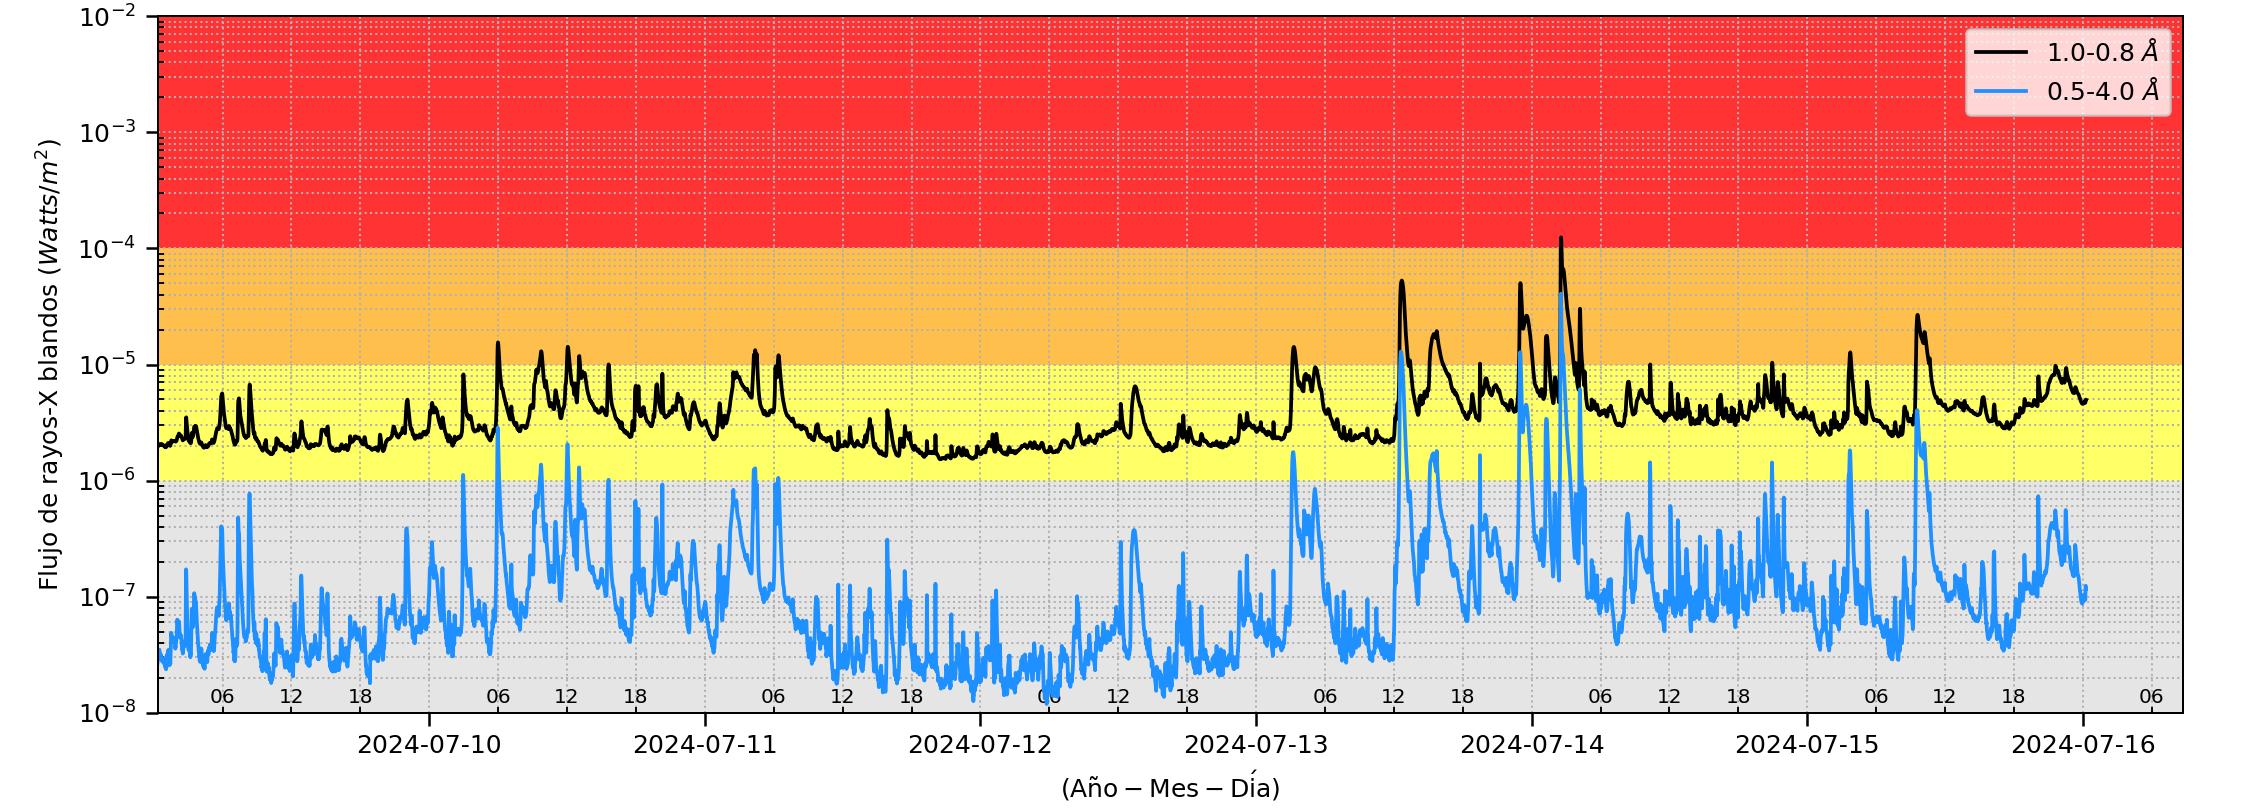 10⁻²
10⁻³
10⁻⁴
10⁻⁵
10⁻⁶
10⁻⁷
10⁻⁸
Flujo de rayos-X blandos (Watts/m²)
1.0-0.8 Å
0.5-4.0 Å
06 12 18 06 12 18 06 12 18 06 12 18 06 12 18 06 12 18 06 12 18 06
2024-07-10 2024-07-11 2024-07-12 2024-07-13 2024-07-14 2024-07-15 2024-07-16
(Año − Mes − Día)